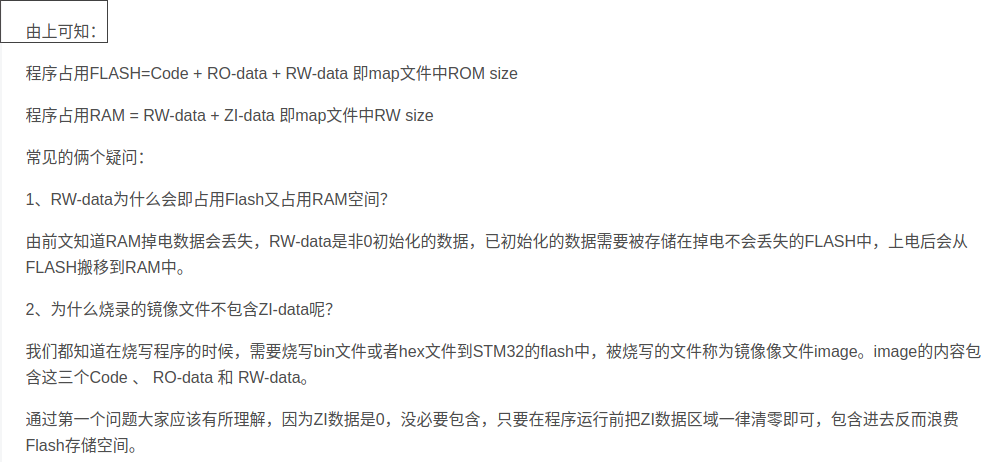 由上可知：
程序占用FLASH=Code + RO-data + RW-data 即map文件中ROM size
程序占用RAM = RW-data + ZI-data 即map文件中RW size
常见的俩个疑问：
1、RW-data为什么会即占用Flash又占用RAM空间？
由前文知道RAM掉电数据会丢失，RW-data是非0初始化的数据，已初始化的数据需要被存储在掉电不会丢失的FLASH中，上电后会从
FLASH搬移到RAM中。
2、为什么烧录的镜像文件不包含ZI-data呢？
我们都知道在烧写程序的时候，需要烧写bin文件或者hex文件到STM32的flash中，被烧写的文件称为镜像像文件image。image的内容包
含这三个Code 、 RO-data 和 RW-data。
通过第一个问题大家应该有所理解，因为ZI数据是0，没必要包含，只要在程序运行前把ZI数据区域一律清零即可，包含进去反而浪费
Flash存储空间。